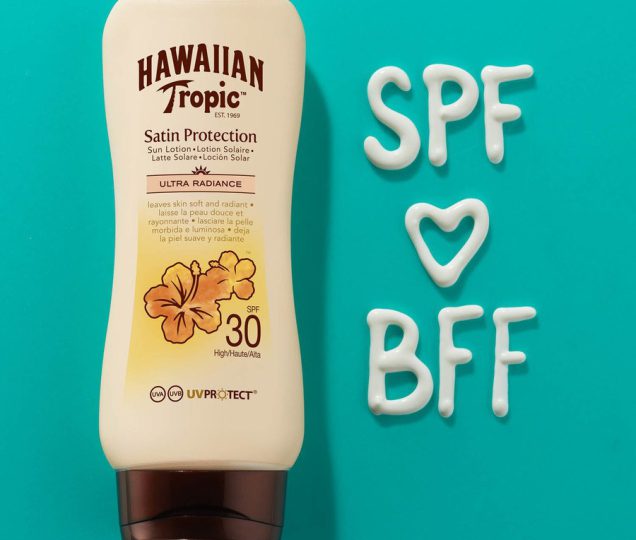 HAWAIIAN
Tropic™
EST. 1969
Satin Protection
Sun Lotion • Lotion Solaire •
Latte Solare • Loción Solar
ULTRA RADIANCE
leaves skin soft and radiant •
laisse la peau douce et
rayonnante • lasciare la pelle
morbida e luminosa • deja
la piel suave y radiante
SPF
30
High/Haute/Alta
UVA UVB UVPROTECT®
SPF
BFF